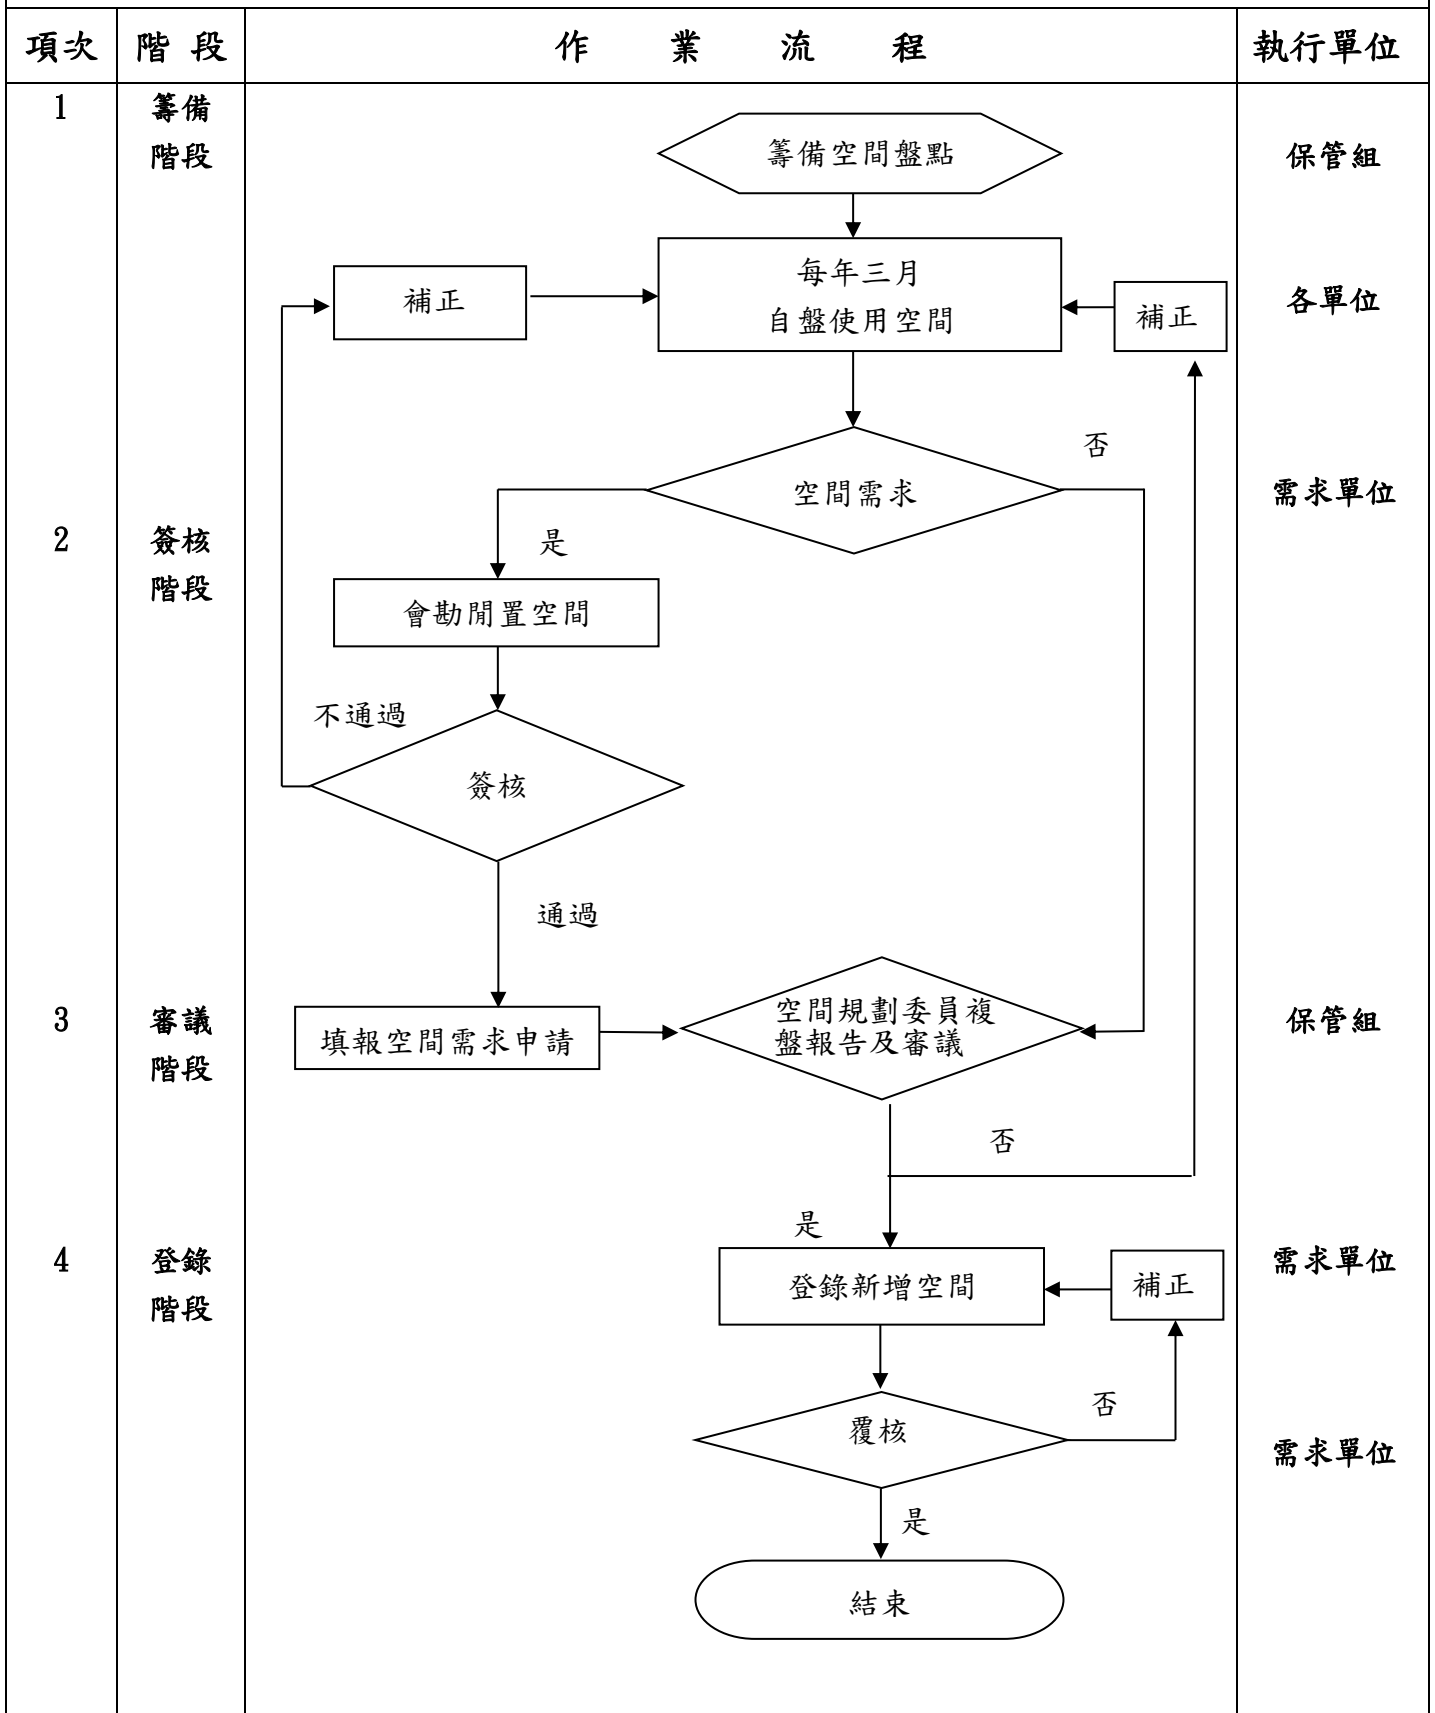 項次 階 段 作 業 流 程 執行單位
1 籌備
階段
籌備空間盤點
保管組
每年三月
自盤使用空間
補正
補正
各單位
否
空間需求
需求單位
2 簽核
階段
是
會勘閒置空間
不通過
簽核
通過
3 審議
階段
填報空間需求申請
空間規劃委員複
盤報告及審議
保管組
否
是
4 登錄
階段
登錄新增空間
補正
需求單位
否
覆核
需求單位
是
結束